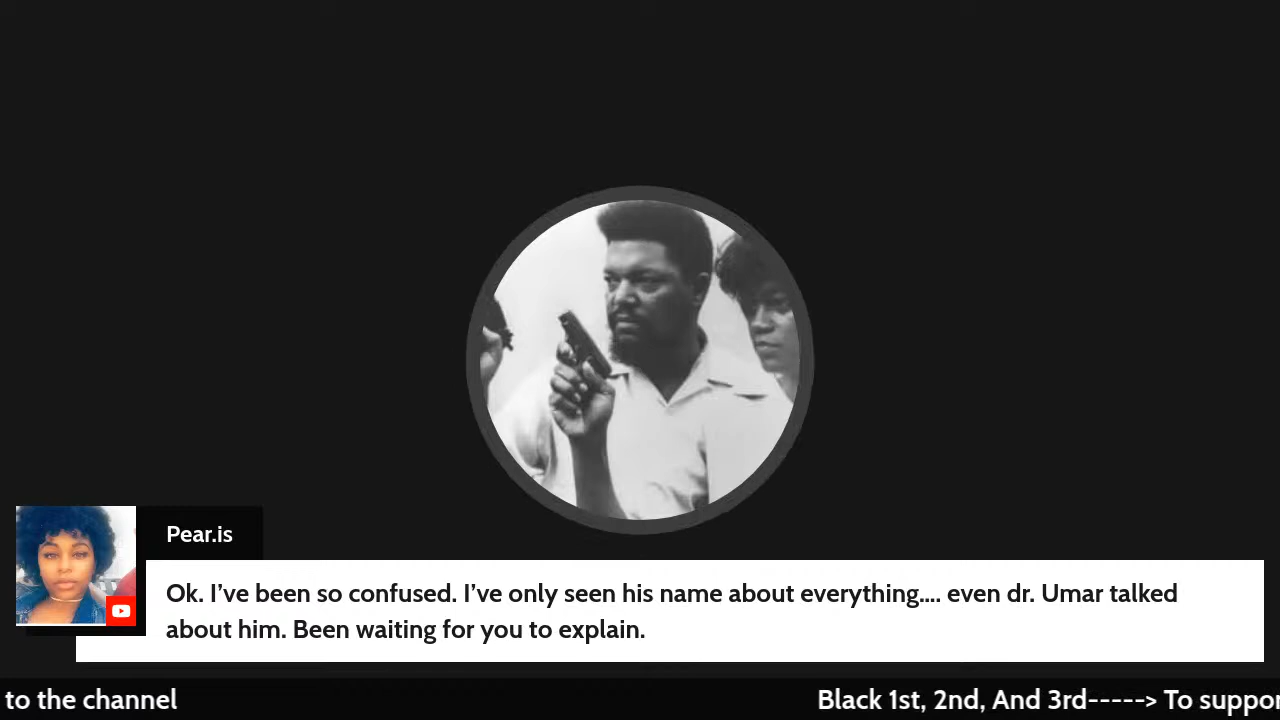 Pear.is
Ok. I’ve been so confused. I’ve only seen his name about everything.... even dr. Umar talked
about him. Been waiting for you to explain.
to the channel
Black 1st, 2nd, And 3rd-----> To suppor